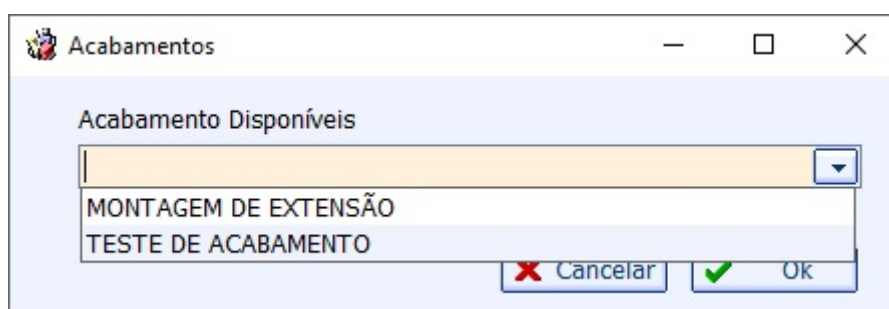 Acabamentos
Acabamento Disponíveis
MONTAGEM DE EXTENSÃO
TESTE DE ACABAMENTO
Cancelar
Ok